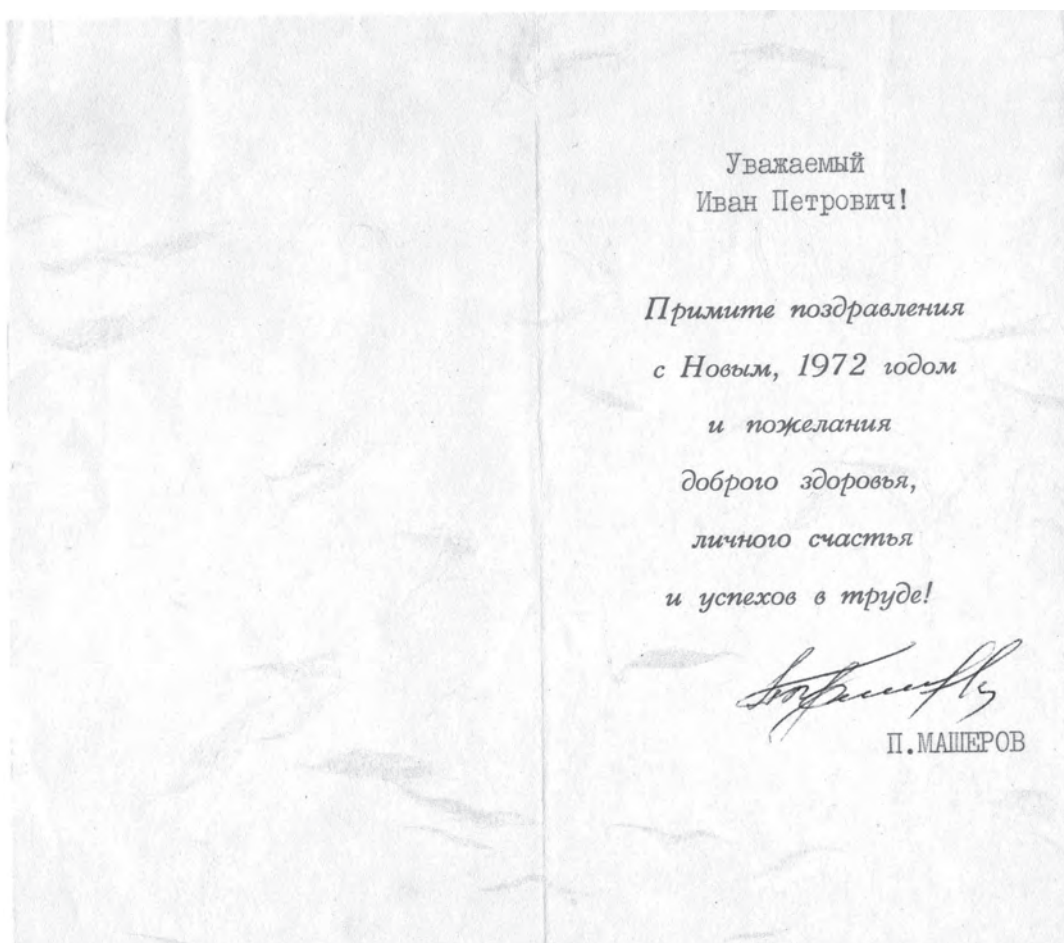 Уважаемый
Иван Петрович!
Примите поздравления
с Новым, 1972 годом
и пожелания
доброго здоровья,
личного счастья
и успехов в труде!
П.МАШЕРОВ